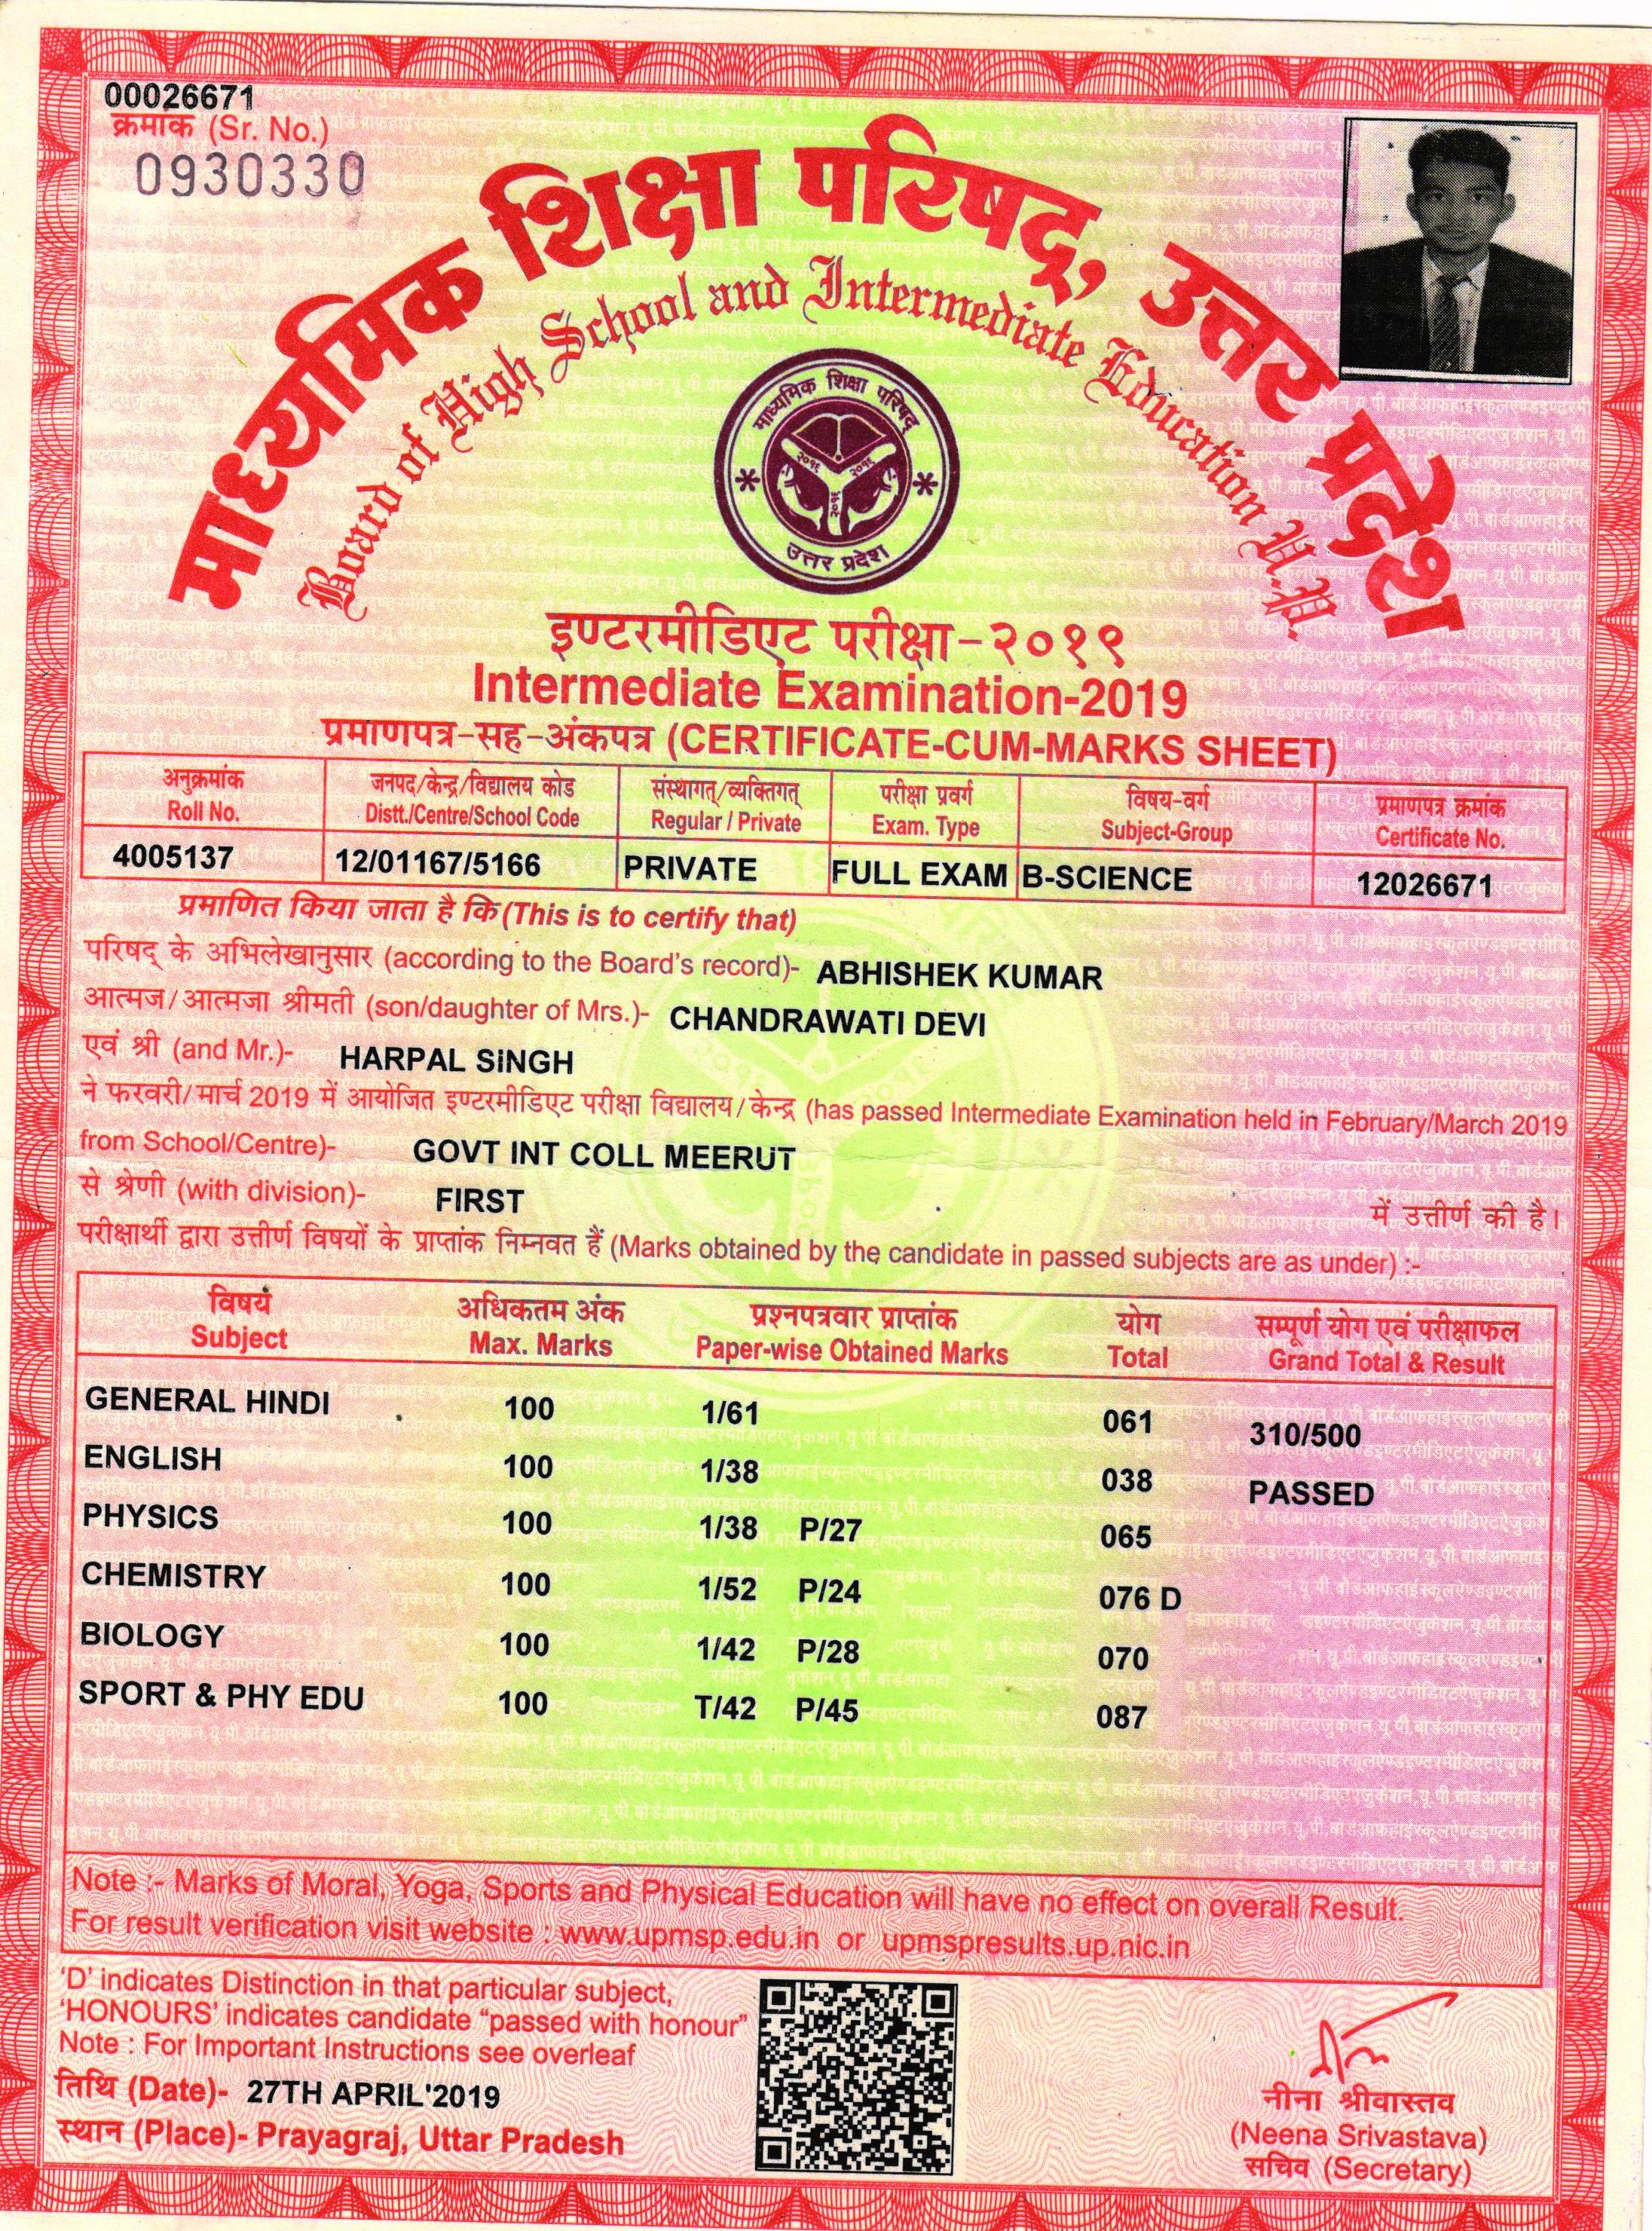 00026671
क्रमांक (Sr. No.)
0930330
माध्यमिक शिक्षा परिषद्, उत्तर प्रदेश
Board of High School and Intermediate Education U.P.
माध्यमिक शिक्षा परिषद्
उत्तर प्रदेश
इण्टरमीडिएट परीक्षा-२०१९
Intermediate Examination-2019
प्रमाणपत्र-सह-अंकपत्र (CERTIFICATE-CUM-MARKS SHEET)
अनुक्रमांक जनपद/केन्द्र/विद्यालय कोड संस्थागत्/व्यक्तिगत् परीक्षा प्रवर्ग विषय-वर्ग प्रमाणपत्र क्रमांक
Roll No. Distt./Centre/School Code Regular / Private Exam. Type Subject-Group Certificate No.
4005137 12/01167/5166 PRIVATE FULL EXAM B-SCIENCE 12026671
प्रमाणित किया जाता है कि (This is to certify that)
परिषद् के अभिलेखानुसार (according to the Board's record)- ABHISHEK KUMAR
आत्मज/आत्मजा श्रीमती (son/daughter of Mrs.)- CHANDRAWATI DEVI
एवं श्री (and Mr.)- HARPAL SINGH
ने फरवरी/मार्च 2019 में आयोजित इण्टरमीडिएट परीक्षा विद्यालय/केन्द्र (has passed Intermediate Examination held in February/March 2019
from School/Centre)- GOVT INT COLL MEERUT
से श्रेणी (with division)- FIRST में उत्तीर्ण की है।
परीक्षार्थी द्वारा उत्तीर्ण विषयों के प्राप्तांक निम्नवत हैं (Marks obtained by the candidate in passed subjects are as under) :-
विषय अधिकतम अंक प्रश्नपत्रवार प्राप्तांक योग सम्पूर्ण योग एवं परीक्षाफल
Subject Max. Marks Paper-wise Obtained Marks Total Grand Total & Result
GENERAL HINDI 100 1/61 061 310/500
ENGLISH 100 1/38 038 PASSED
PHYSICS 100 1/38 P/27 065
CHEMISTRY 100 1/52 P/24 076 D
BIOLOGY 100 1/42 P/28 070
SPORT & PHY EDU 100 T/42 P/45 087
Note :- Marks of Moral, Yoga, Sports and Physical Education will have no effect on overall Result.
For result verification visit website : www.upmsp.edu.in or upmspresults.up.nic.in
'D' indicates Distinction in that particular subject,
'HONOURS' indicates candidate "passed with honour"
Note : For Important Instructions see overleaf
तिथि (Date)- 27TH APRIL'2019
स्थान (Place)- Prayagraj, Uttar Pradesh
नीना श्रीवास्तव
(Neena Srivastava)
सचिव (Secretary)